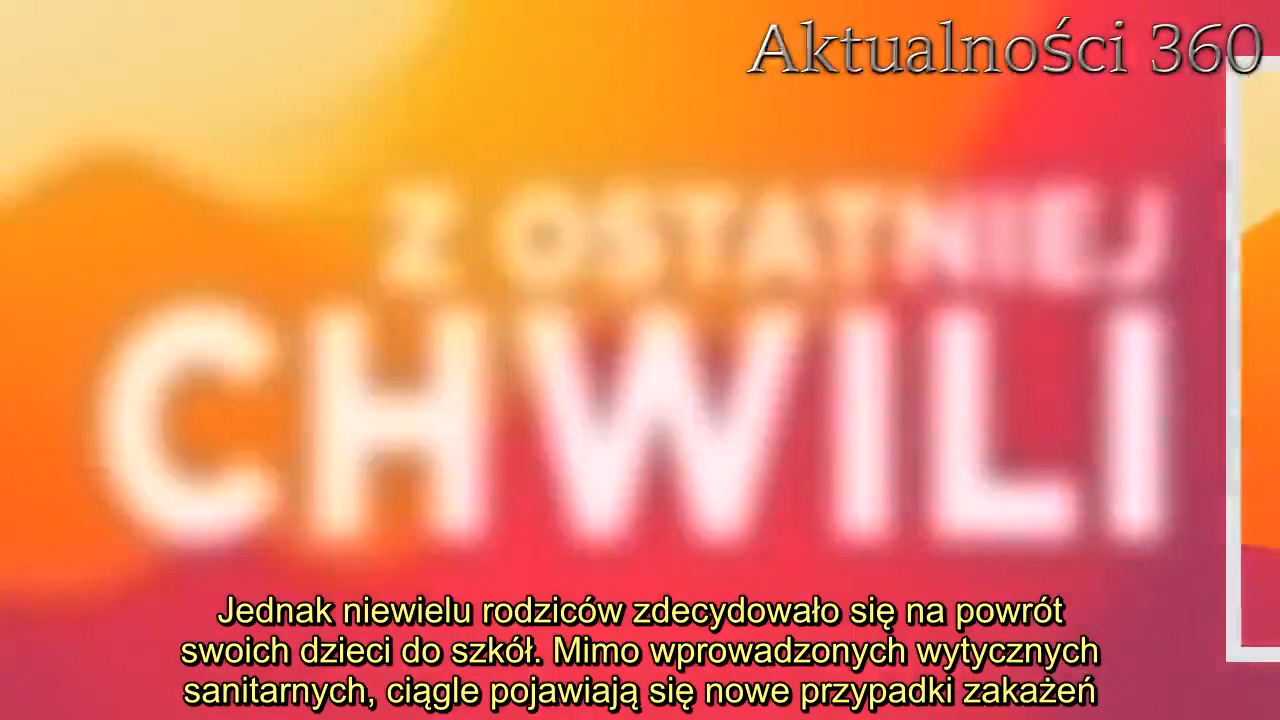 Aktualności 360
Z OSTATNIEJ
CHWILI
Jednak niewielu rodziców zdecydowało się na powrót
swoich dzieci do szkół. Mimo wprowadzonych wytycznych
sanitarnych, ciągle pojawiają się nowe przypadki zakażeń